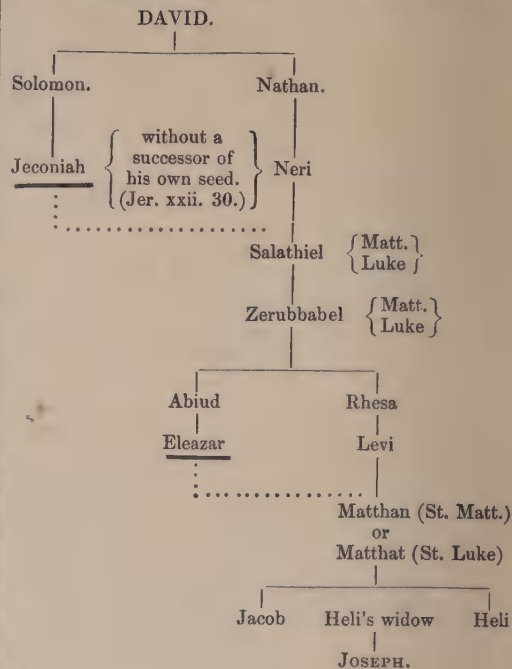 DAVID.
Solomon. Nathan.
without a
successor of
Jeconiah his own seed. Neri
(Jer. xxii. 30.)
Salathiel {Matt.}
{Luke}
Zerubbabel {Matt.}
{Luke}
Abiud Rhesa
Eleazar Levi
Matthan (St. Matt.)
or
Matthat (St. Luke)
Jacob Heli's widow Heli
JOSEPH.